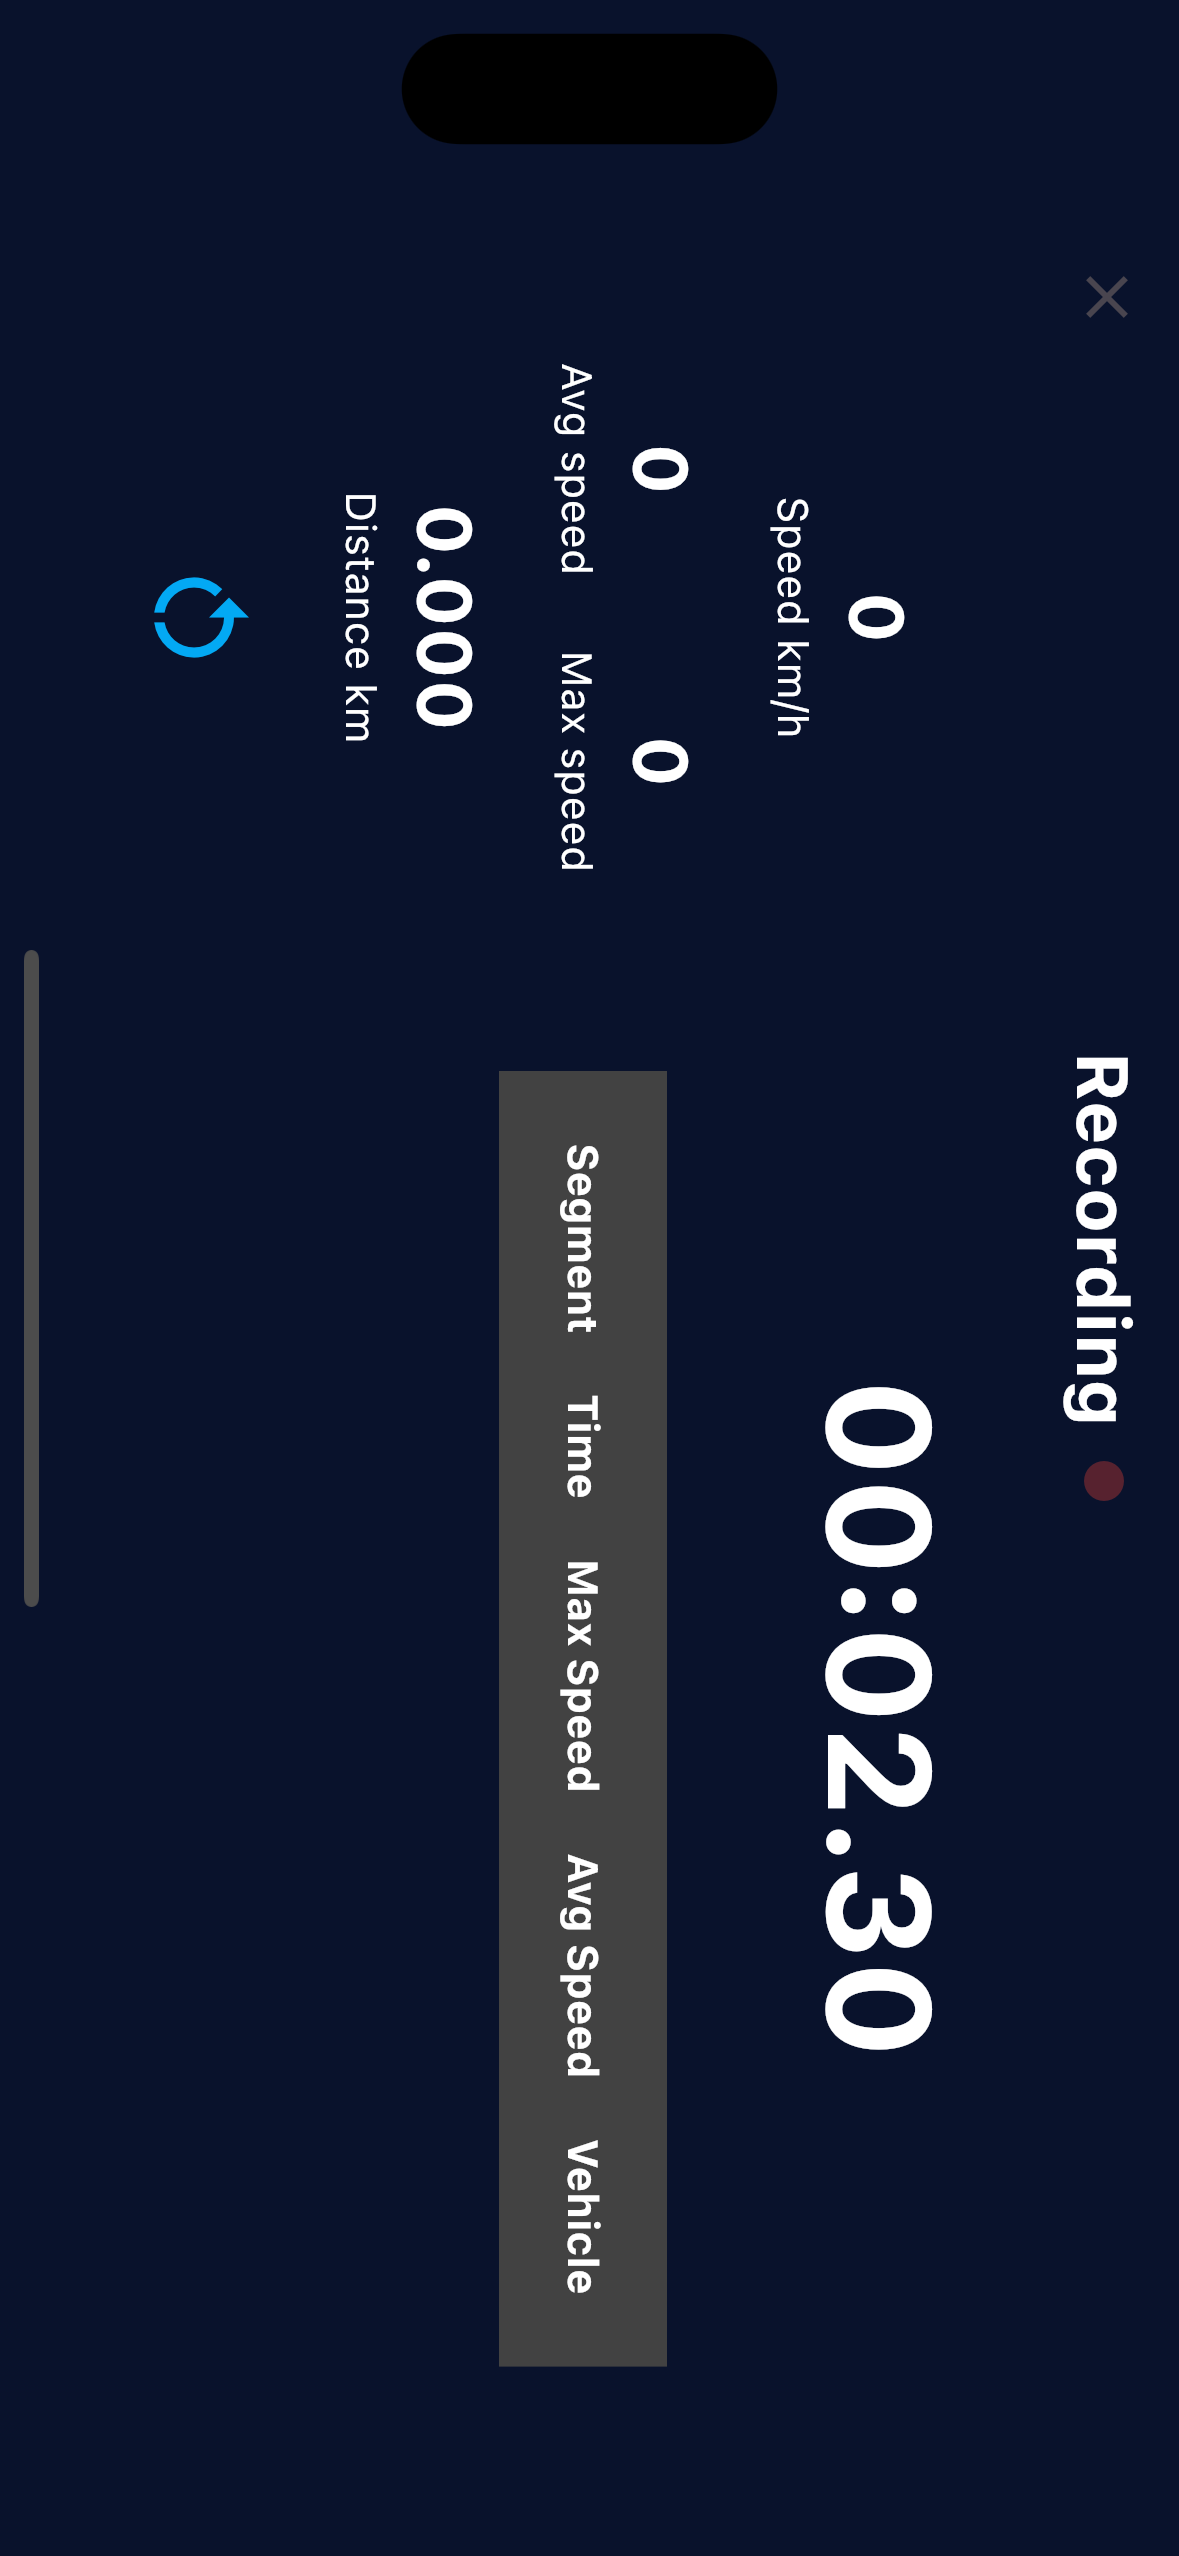 Recording
0
Speed km/h
0 0
Avg speed Max speed
0.000
Distance km
00:02.30
Segment Time Max Speed Avg Speed Vehicle